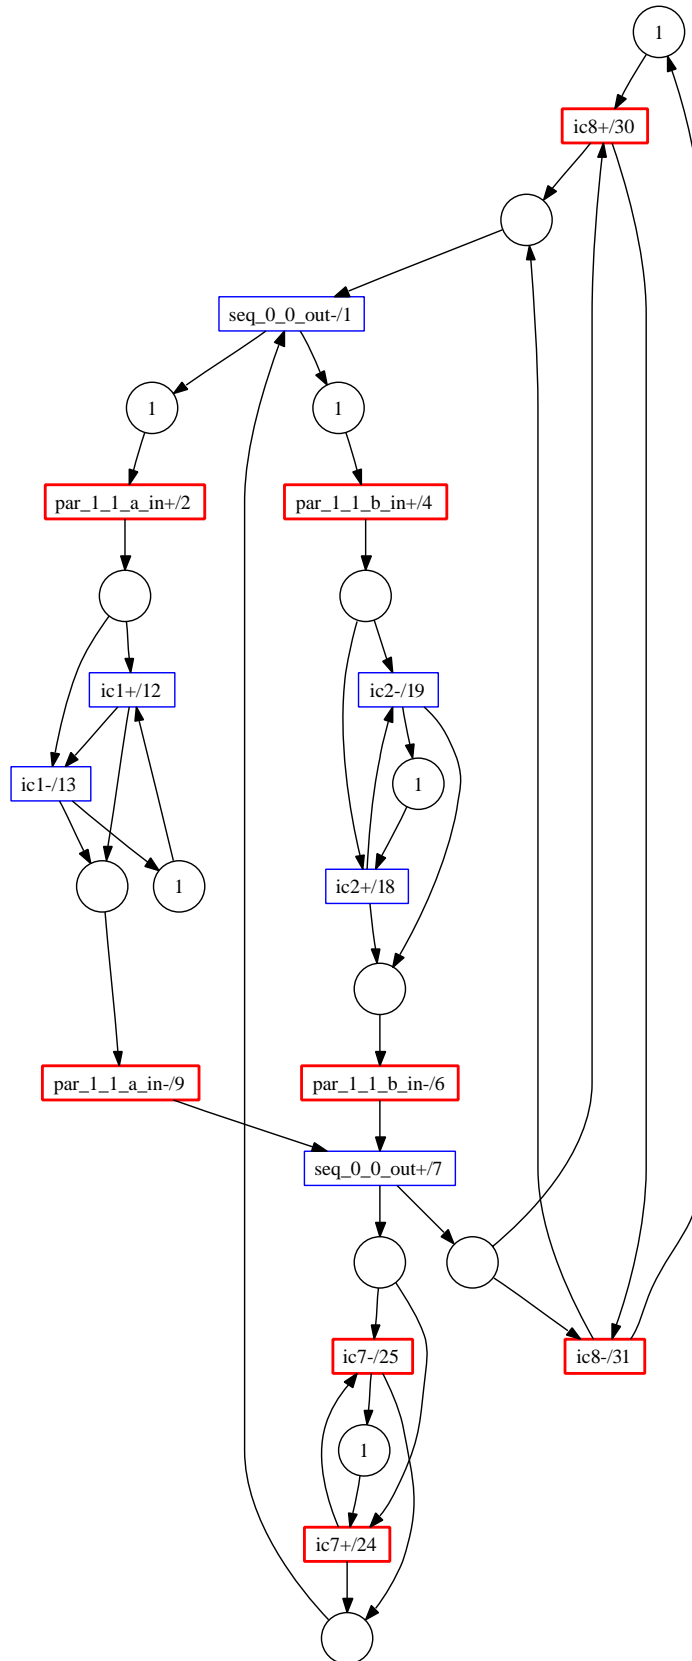 1
ic8+/30
seq_0_0_out-/1
1
1
par_1_1_a_in+/2
par_1_1_b_in+/4
ic1+/12
ic2-/19
ic1-/13
1
1
ic2+/18
par_1_1_a_in-/9
par_1_1_b_in-/6
seq_0_0_out+/7
ic7-/25
ic8-/31
1
ic7+/24